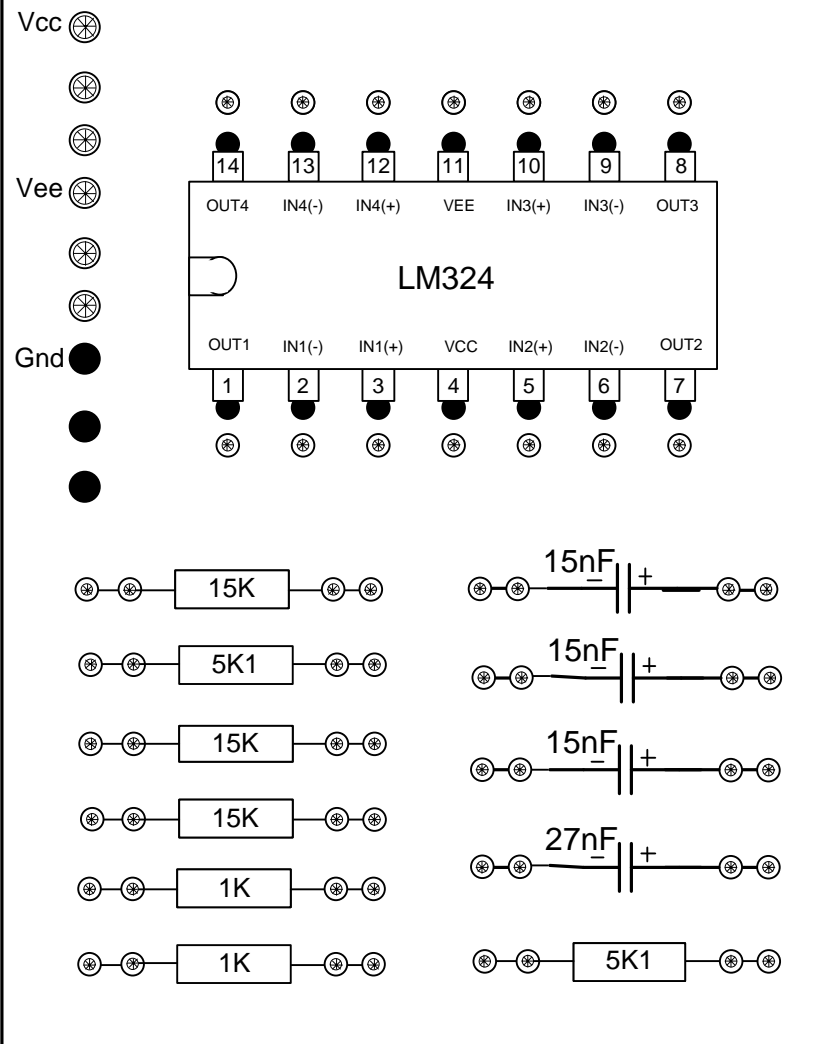 Vcc
14 13 12 11 10 9 8
Vee
OUT4 IN4(-) IN4(+) VEE IN3(+) IN3(-) OUT3
LM324
OUT1 IN1(-) IN1(+) VCC IN2(+) IN2(-) OUT2
Gnd
1 2 3 4 5 6 7
15K
15nF
- +
5K1
15nF
- +
15K
15nF
- +
15K
27nF
- +
1K
1K
5K1